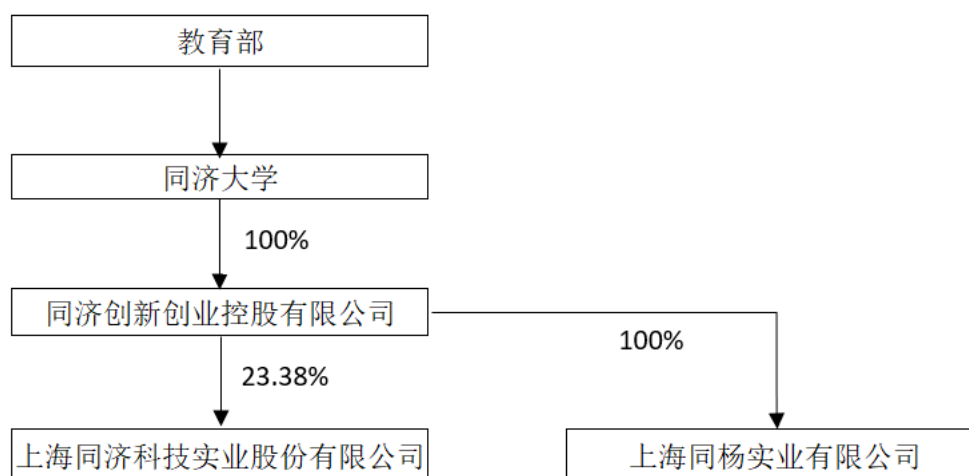 教育部
同济大学
100%
同济创新创业控股有限公司
100%
23.38%
上海同济科技实业股份有限公司
上海同杨实业有限公司